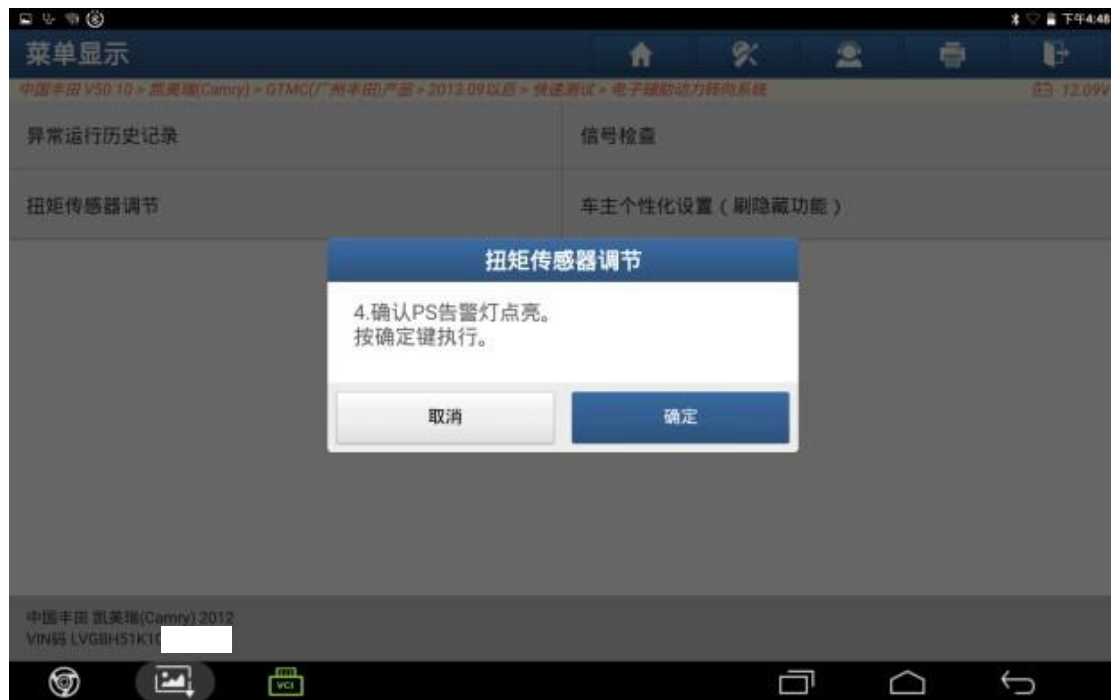 下午4:48
菜单显示
中国丰田 V50.10 > 凯美瑞(Camry) > GTMC(广州丰田)产品 > 2013.09以后 > 快速测试 > 电子辅助动力转向系统
12.09V
异常运行历史记录
信号检查
扭矩传感器调节
车主个性化设置（刷隐藏功能）
扭矩传感器调节
4.确认PS告警灯点亮。
按确定键执行。
取消
确定
中国丰田 凯美瑞(Camry) 2012
VIN码 LVGBH51K1
VCI